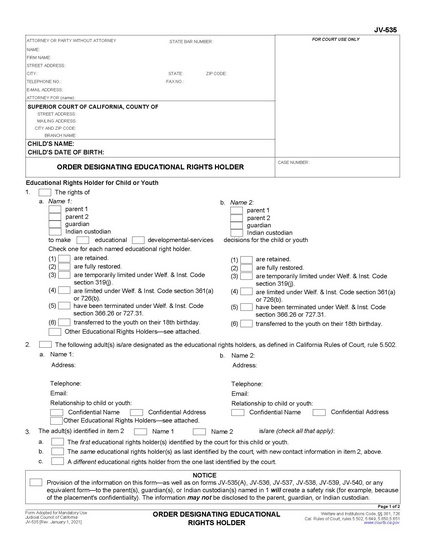 JV-535
ATTORNEY OR PARTY WITHOUT ATTORNEY STATE BAR NUMBER:
FOR COURT USE ONLY
NAME:
FIRM NAME:
STREET ADDRESS:
CITY: STATE: ZIP CODE:
TELEPHONE NO.: FAX NO.:
E-MAIL ADDRESS:
ATTORNEY FOR (name):
SUPERIOR COURT OF CALIFORNIA, COUNTY OF
STREET ADDRESS:
MAILING ADDRESS:
CITY AND ZIP CODE:
BRANCH NAME:
CHILD'S NAME:
CHILD'S DATE OF BIRTH:
ORDER DESIGNATING EDUCATIONAL RIGHTS HOLDER
CASE NUMBER:
Educational Rights Holder for Child or Youth
1. The rights of
a. Name 1: b. Name 2:
parent 1 parent 1
parent 2 parent 2
guardian guardian
Indian custodian Indian custodian
to make educational developmental-services decisions for the child or youth
Check one for each named educational right holder.
(1) are retained. (1) are retained.
(2) are fully restored. (2) are fully restored.
(3) are temporarily limited under Welf. & Inst. Code section 319(j). (3) are temporarily limited under Welf. & Inst. Code section 319(j).
(4) are limited under Welf. & Inst. Code section 361(a) or 726(b). (4) are limited under Welf. & Inst. Code section 361(a) or 726(b).
(5) have been terminated under Welf. & Inst. Code section 366.26 or 727.31. (5) have been terminated under Welf. & Inst. Code section 366.26 or 727.31.
(6) transferred to the youth on their 18th birthday. (6) transferred to the youth on their 18th birthday.
Other Educational Rights Holders—see attached.
2. The following adult(s) is/are designated as the educational rights holders, as defined in California Rules of Court, rule 5.502.
a. Name 1: b. Name 2:
Address: Address:
Telephone: Telephone:
Email: Email:
Relationship to child or youth: Relationship to child or youth:
Confidential Name Confidential Address Confidential Name Confidential Address
Other Educational Rights Holders—see attached.
3. The adult(s) identified in item 2 Name 1 Name 2 is/are (check all that apply):
a. The first educational rights holder(s) identified by the court for this child or youth.
b. The same educational rights holder(s) as last identified by the court, with new contact information in item 2, above.
c. A different educational rights holder from the one last identified by the court.
NOTICE
Provision of the information on this form—as well as on forms JV-535(A), JV-536, JV-537, JV-538, JV-539, JV-540, or any
equivalent form—to the parent(s), guardian(s), or Indian custodian(s) named in 1 will create a safety risk (for example, because
of the placement's confidentiality). The information may not be disclosed to the parent, guardian, or Indian custodian.
Page 1 of 2
Form Adopted for Mandatory Use
Judicial Council of California
JV-535 [Rev. January 1, 2021]
ORDER DESIGNATING EDUCATIONAL
RIGHTS HOLDER
Welfare and Institutions Code, §§ 361, 726
Cal. Rules of Court, rules 5.502, 5.649, 5.650, 5.651
www.courts.ca.gov